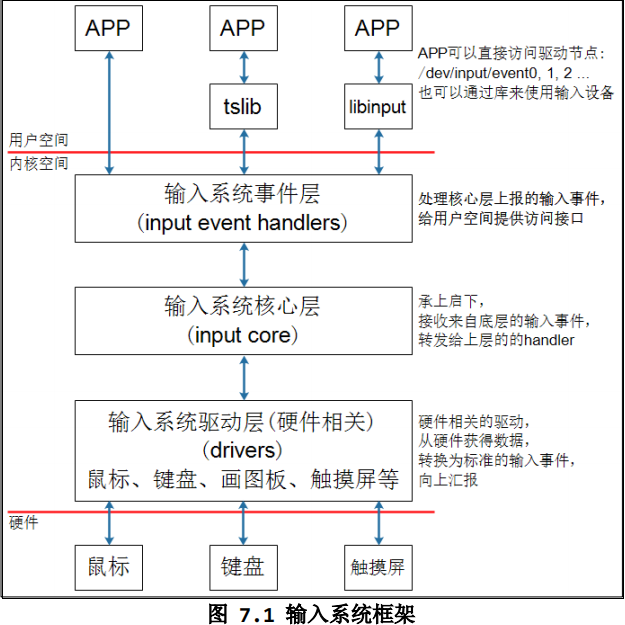 APP
APP
APP
APP可以直接访问驱动节点:
/dev/input/event0, 1, 2 ...
也可以通过库来使用输入设备
tslib
libinput
用户空间
内核空间
输入系统事件层
(input event handlers)
处理核心层上报的输入事件，
给用户空间提供访问接口
输入系统核心层
(input core)
承上启下，
接收来自底层的输入事件，
转发给上层的的handler
输入系统驱动层(硬件相关)
(drivers)
鼠标、键盘、画图板、触摸屏等
硬件相关的驱动，
从硬件获得数据，
转换为标准的输入事件，
向上汇报
硬件
鼠标
键盘
触摸屏
图 7.1 输入系统框架